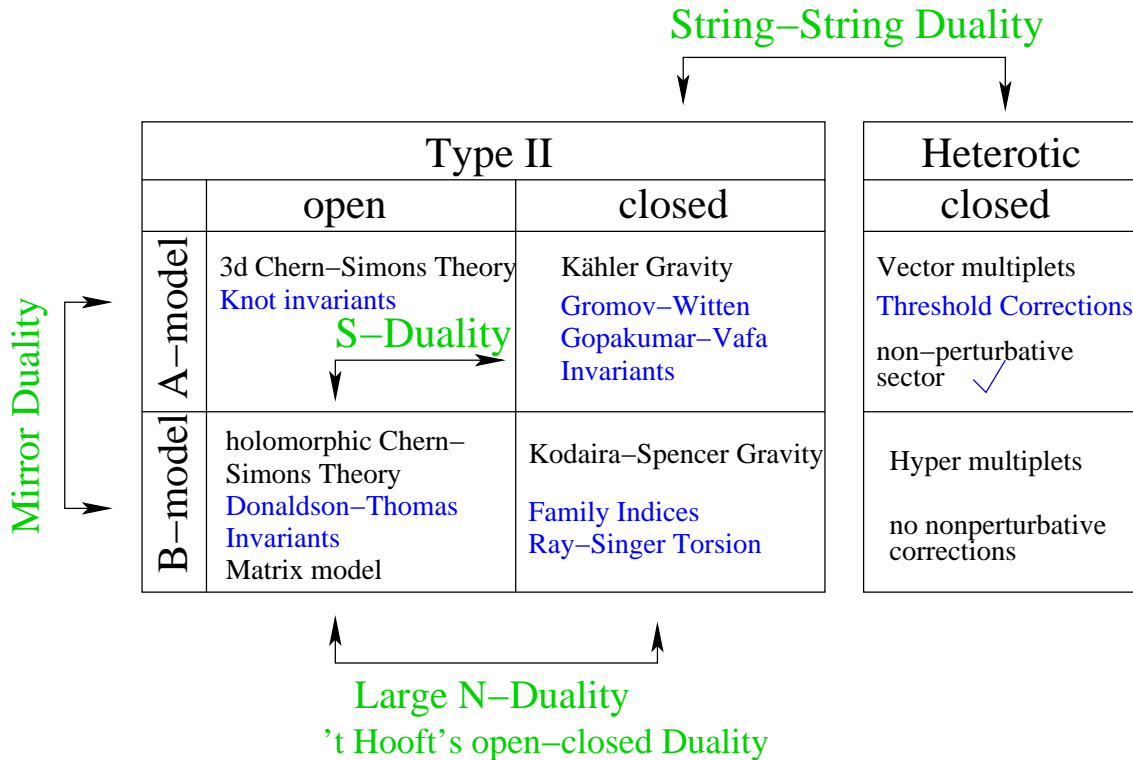 String–String Duality
Type II
Heterotic
open
closed
closed
Mirror Duality
A–model
3d Chern–Simons Theory
Knot invariants
S–Duality
Kähler Gravity
Gromov–Witten
Gopakumar–Vafa
Invariants
Vector multiplets
Threshold Corrections
non–perturbative
sector
B–model
holomorphic Chern–
Simons Theory
Donaldson–Thomas
Invariants
Matrix model
Kodaira–Spencer Gravity
Family Indices
Ray–Singer Torsion
Hyper multiplets
no nonperturbative
corrections
Large N–Duality
't Hooft's open–closed Duality